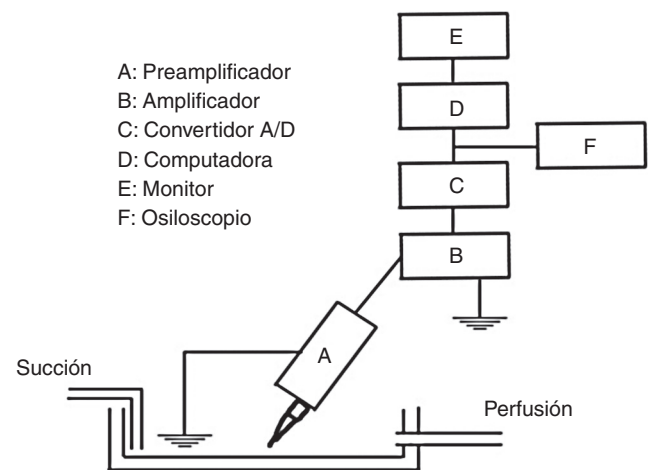 A: Preamplificador
B: Amplificador
C: Convertidor A/D
D: Computadora
E: Monitor
F: Osiloscopio
E
D
F
C
B
A
Succión
Perfusión